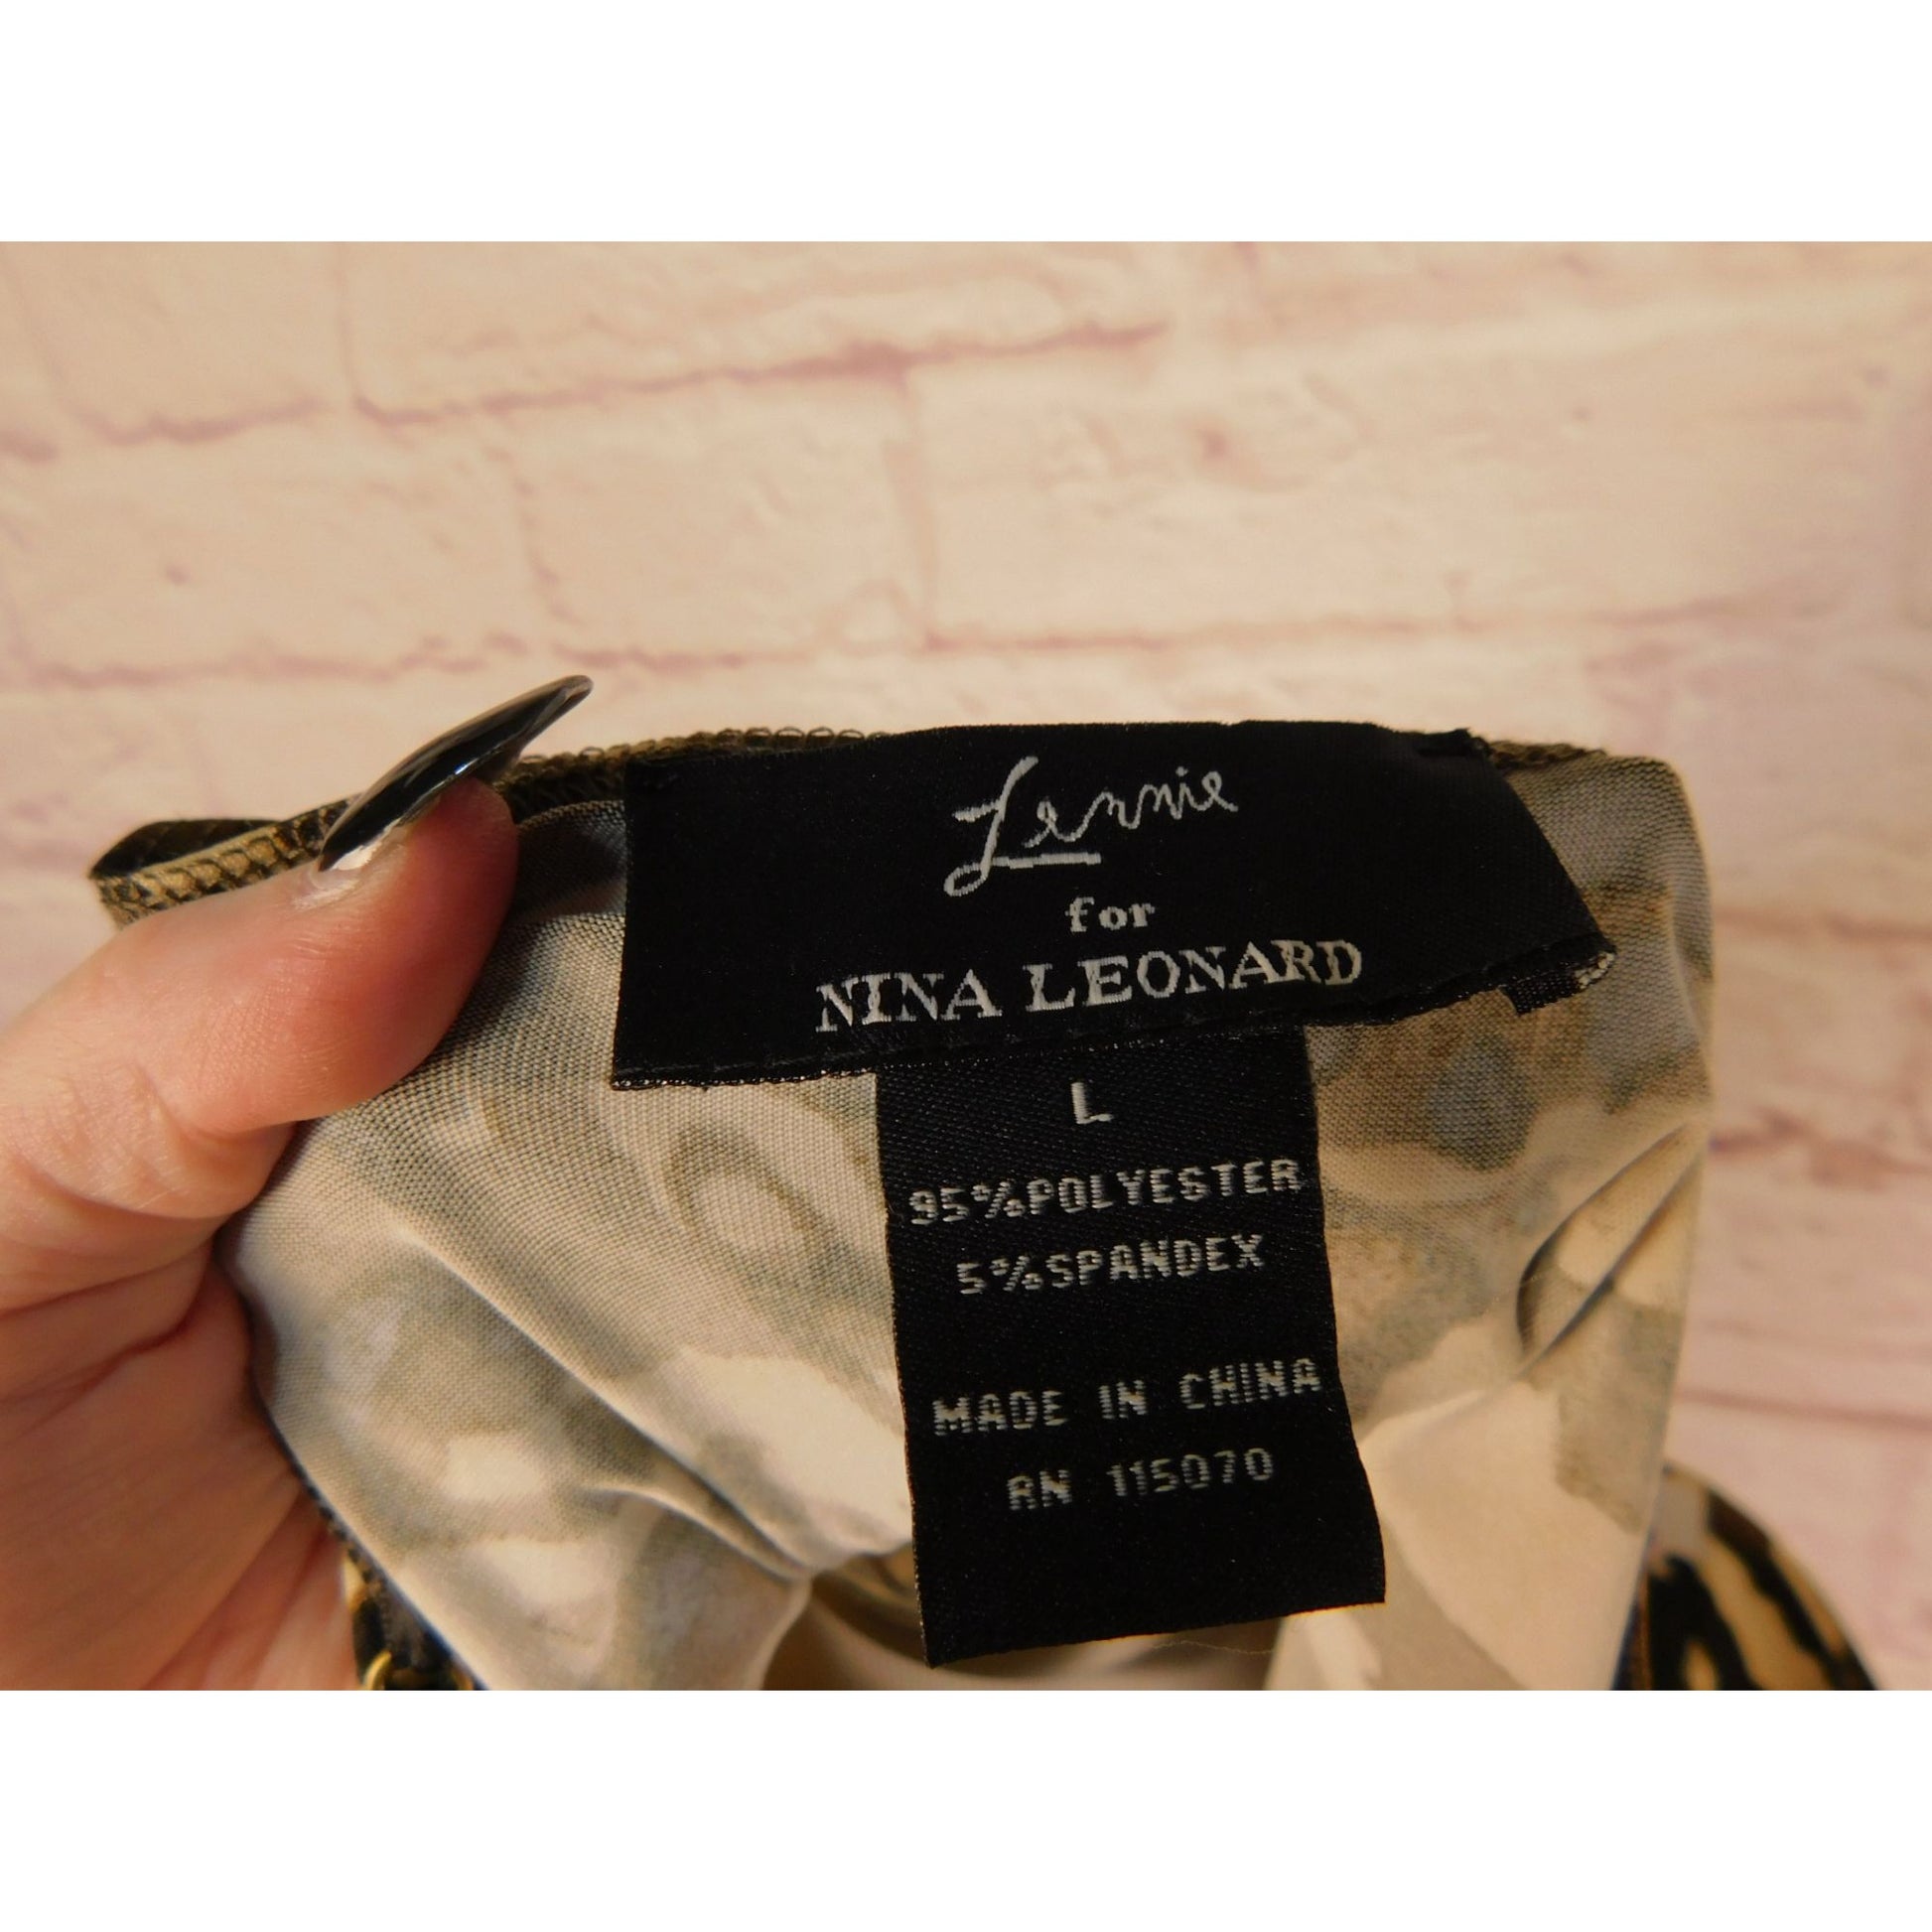 Lennie
for
NINA LEONARD
L
95%POLYESTER
5%SPANDEX
MADE IN CHINA
RN 115070